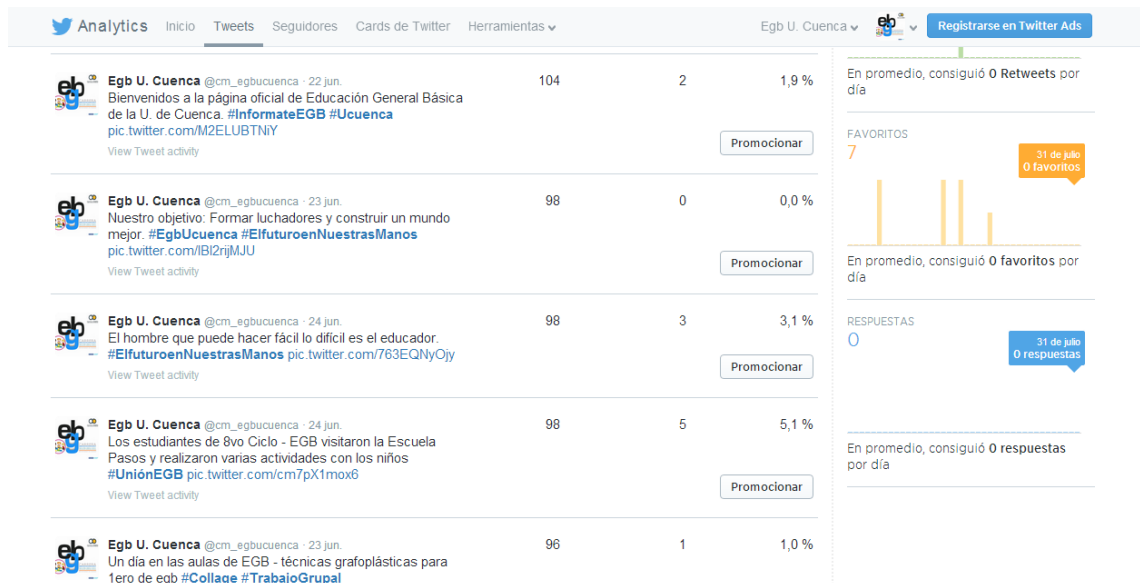 Analytics Inicio Tweets Seguidores Cards de Twitter Herramientas Egb U. Cuenca ebg Registrarse en Twitter Ads
ebg
Egb U. Cuenca @cm_egbucuenca · 22 jun.
Bienvenidos a la página oficial de Educación General Básica
de la U. de Cuenca. #InformateEGB #Ucuenca
pic.twitter.com/M2ELUBTNiY
View Tweet activity
104 2 1,9 %
Promocionar
ebg
Egb U. Cuenca @cm_egbucuenca · 23 jun.
Nuestro objetivo: Formar luchadores y construir un mundo
mejor. #EgbUcuenca #ElfuturoenNuestrasManos
pic.twitter.com/lBl2rijMJU
View Tweet activity
98 0 0,0 %
Promocionar
ebg
Egb U. Cuenca @cm_egbucuenca · 24 jun.
El hombre que puede hacer fácil lo difícil es el educador.
#ElfuturoenNuestrasManos pic.twitter.com/763EQNyOjy
View Tweet activity
98 3 3,1 %
Promocionar
ebg
Egb U. Cuenca @cm_egbucuenca · 24 jun.
Los estudiantes de 8vo Ciclo - EGB visitaron la Escuela
Pasos y realizaron varias actividades con los niños
#UniónEGB pic.twitter.com/cm7pX1mox6
View Tweet activity
98 5 5,1 %
Promocionar
ebg
Egb U. Cuenca @cm_egbucuenca · 23 jun.
Un día en las aulas de EGB - técnicas grafoplásticas para
1ero de egb #Collage #TrabajoGrupal
96 1 1,0 %
En promedio, consiguió 0 Retweets por
día
FAVORITOS
7
31 de julio
0 favoritos
En promedio, consiguió 0 favoritos por
día
RESPUESTAS
0
31 de julio
0 respuestas
En promedio, consiguió 0 respuestas
por día